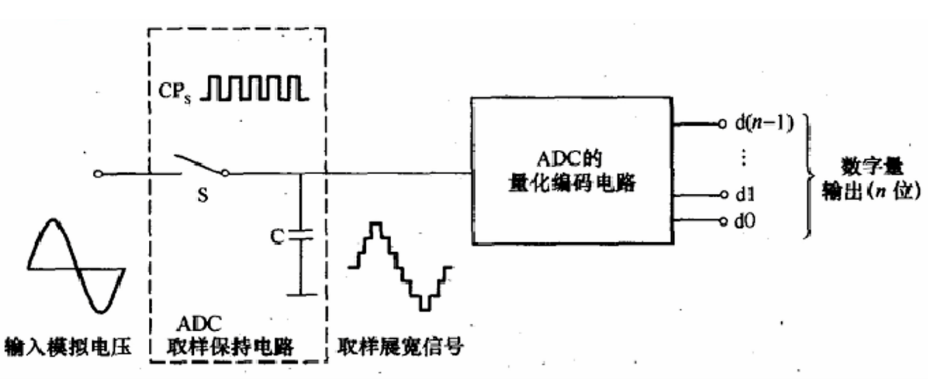 CPs
S
C
ADC
取样保持电路
输入模拟电压
取样展宽信号
ADC的
量化编码电路
d(n-1)
⋮
d1
d0
数字量
输出(n 位)